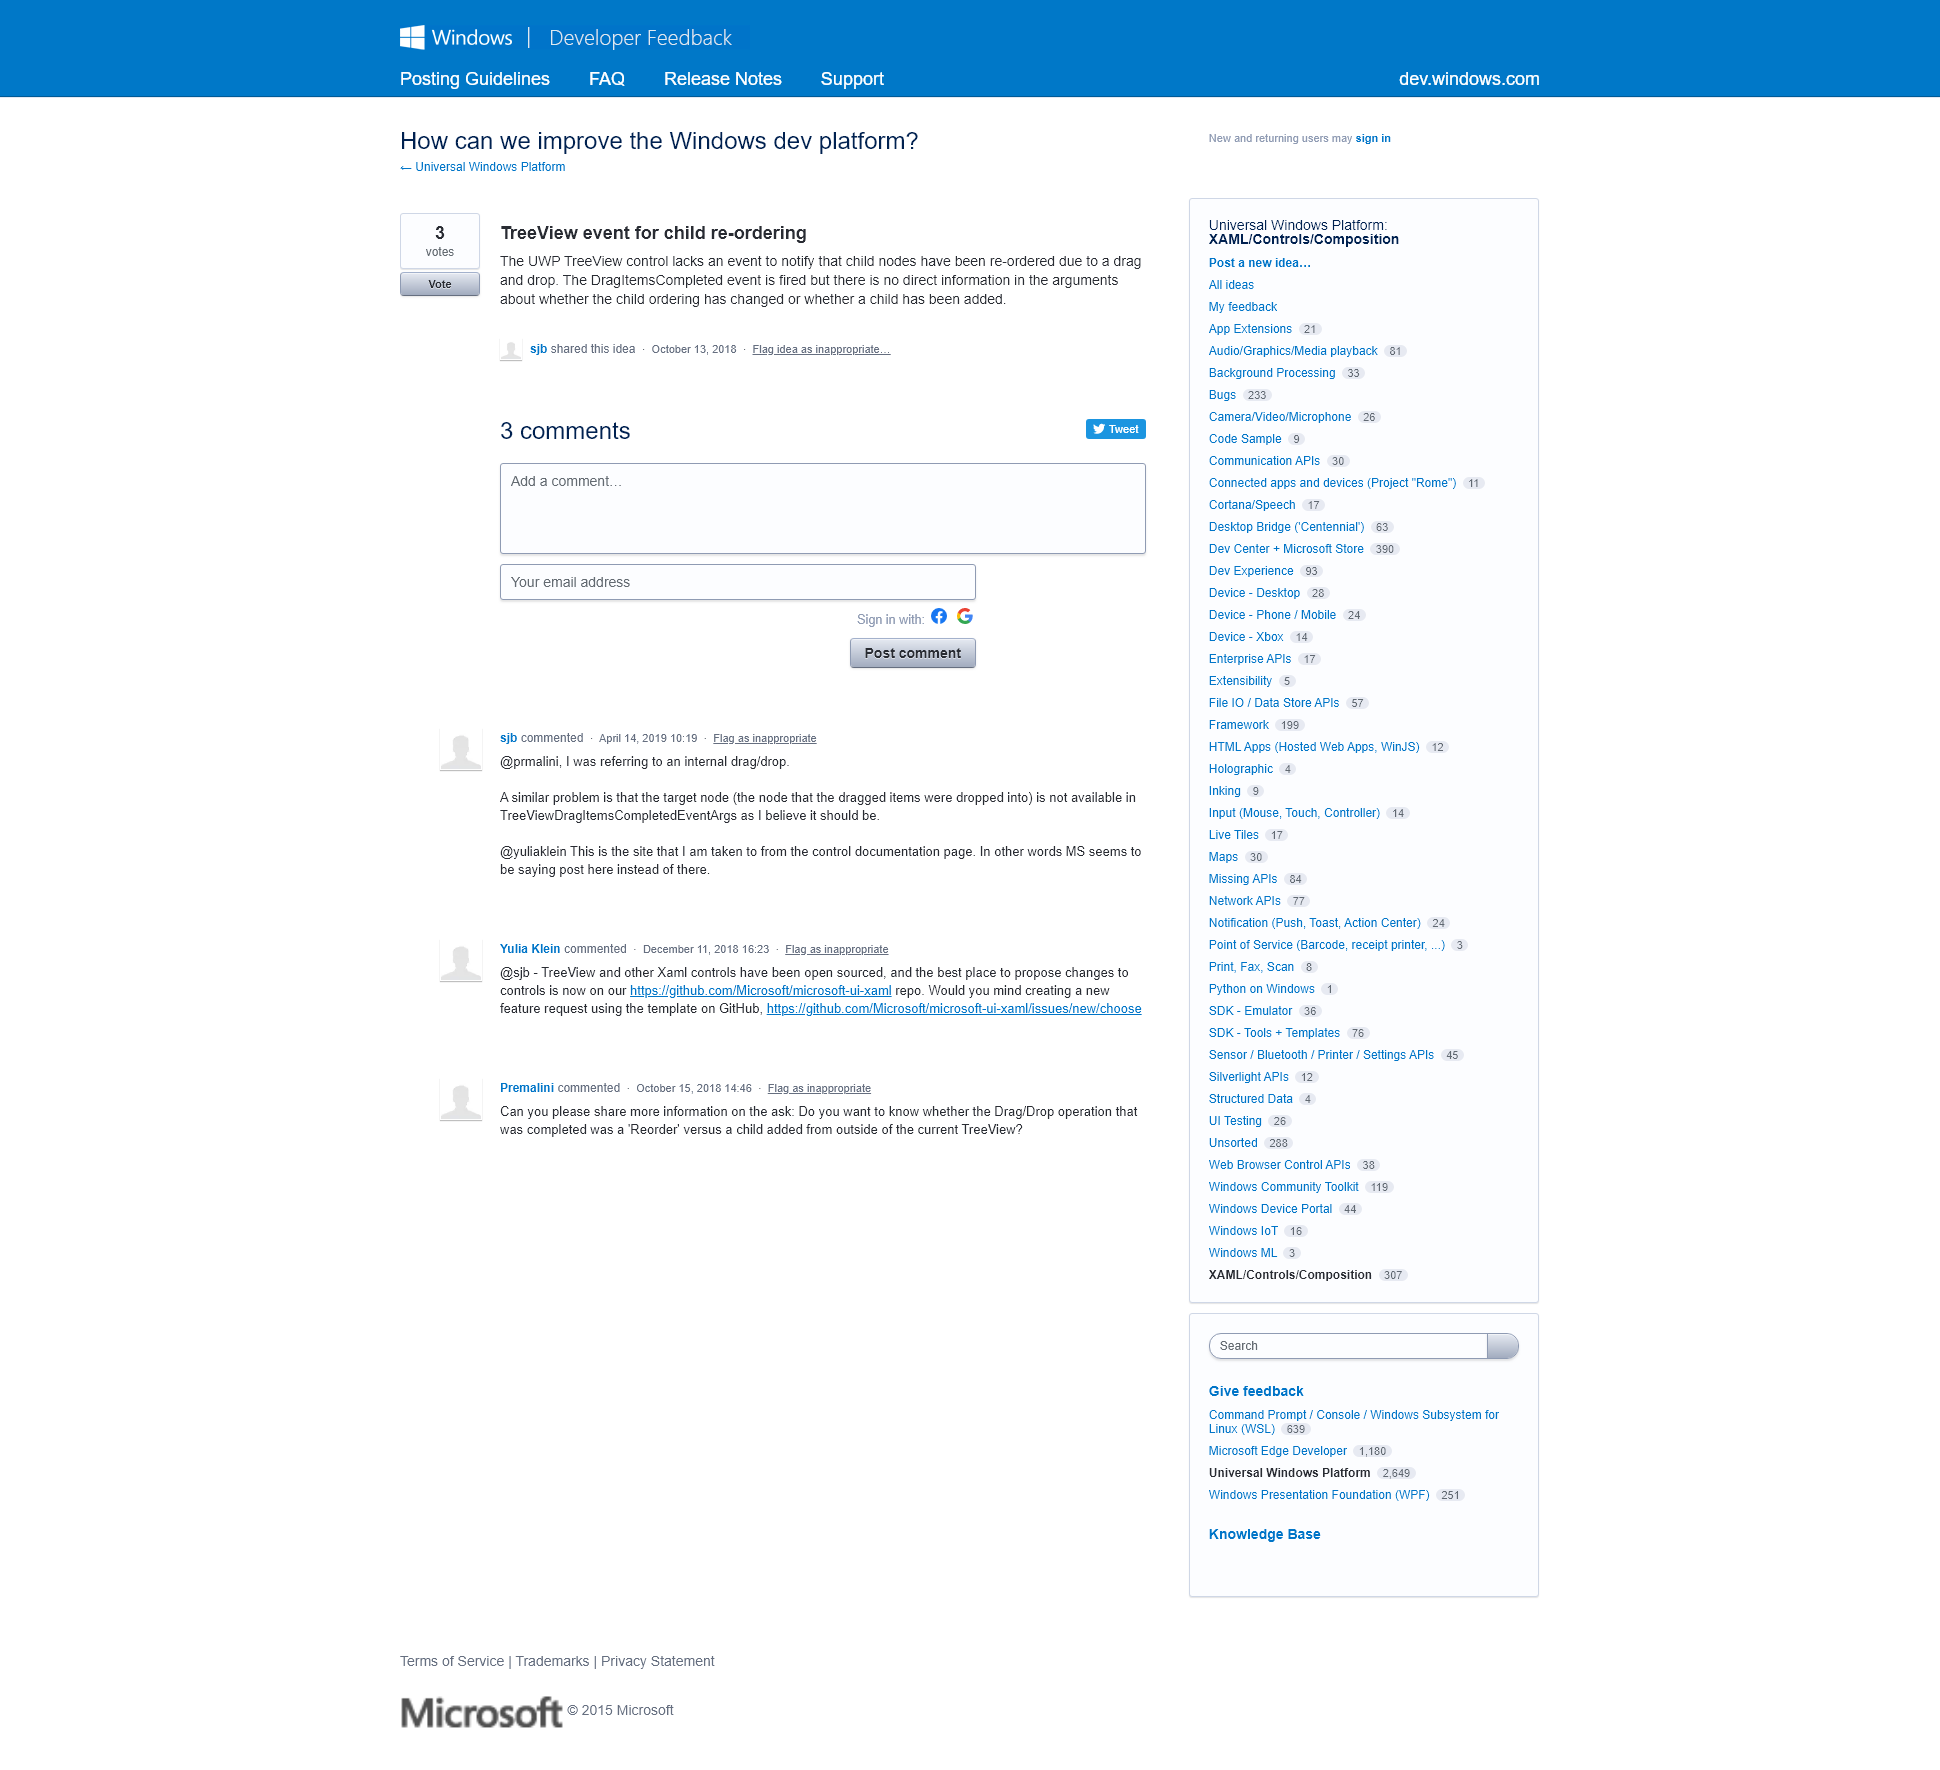 Windows | Developer Feedback
Posting Guidelines FAQ Release Notes Support dev.windows.com
How can we improve the Windows dev platform?
← Universal Windows Platform
New and returning users may sign in
3
votes
Vote
TreeView event for child re-ordering
The UWP TreeView control lacks an event to notify that child nodes have been re-ordered due to a drag
and drop. The DragItemsCompleted event is fired but there is no direct information in the arguments
about whether the child ordering has changed or whether a child has been added.
sjb shared this idea · October 13, 2018 · Flag idea as inappropriate…
3 comments
Tweet
Add a comment…
Your email address
Sign in with:
Post comment
sjb commented · April 14, 2019 10:19 · Flag as inappropriate
@prmalini, I was referring to an internal drag/drop.
A similar problem is that the target node (the node that the dragged items were dropped into) is not available in
TreeViewDragItemsCompletedEventArgs as I believe it should be.
@yuliaklein This is the site that I am taken to from the control documentation page. In other words MS seems to
be saying post here instead of there.
Yulia Klein commented · December 11, 2018 16:23 · Flag as inappropriate
@sjb - TreeView and other Xaml controls have been open sourced, and the best place to propose changes to
controls is now on our https://github.com/Microsoft/microsoft-ui-xaml repo. Would you mind creating a new
feature request using the template on GitHub, https://github.com/Microsoft/microsoft-ui-xaml/issues/new/choose
Premalini commented · October 15, 2018 14:46 · Flag as inappropriate
Can you please share more information on the ask: Do you want to know whether the Drag/Drop operation that
was completed was a 'Reorder' versus a child added from outside of the current TreeView?
Universal Windows Platform:
XAML/Controls/Composition
Post a new idea…
All ideas
My feedback
App Extensions 21
Audio/Graphics/Media playback 81
Background Processing 33
Bugs 233
Camera/Video/Microphone 26
Code Sample 9
Communication APIs 30
Connected apps and devices (Project "Rome") 11
Cortana/Speech 17
Desktop Bridge ('Centennial') 63
Dev Center + Microsoft Store 390
Dev Experience 93
Device - Desktop 28
Device - Phone / Mobile 24
Device - Xbox 14
Enterprise APIs 17
Extensibility 5
File IO / Data Store APIs 57
Framework 199
HTML Apps (Hosted Web Apps, WinJS) 12
Holographic 4
Inking 9
Input (Mouse, Touch, Controller) 14
Live Tiles 17
Maps 30
Missing APIs 84
Network APIs 77
Notification (Push, Toast, Action Center) 24
Point of Service (Barcode, receipt printer, ...) 3
Print, Fax, Scan 8
Python on Windows 1
SDK - Emulator 36
SDK - Tools + Templates 76
Sensor / Bluetooth / Printer / Settings APIs 45
Silverlight APIs 12
Structured Data 4
UI Testing 26
Unsorted 288
Web Browser Control APIs 38
Windows Community Toolkit 119
Windows Device Portal 44
Windows IoT 16
Windows ML 3
XAML/Controls/Composition 307
Search
Give feedback
Command Prompt / Console / Windows Subsystem for
Linux (WSL) 639
Microsoft Edge Developer 1,180
Universal Windows Platform 2,649
Windows Presentation Foundation (WPF) 251
Knowledge Base
Terms of Service | Trademarks | Privacy Statement
Microsoft © 2015 Microsoft